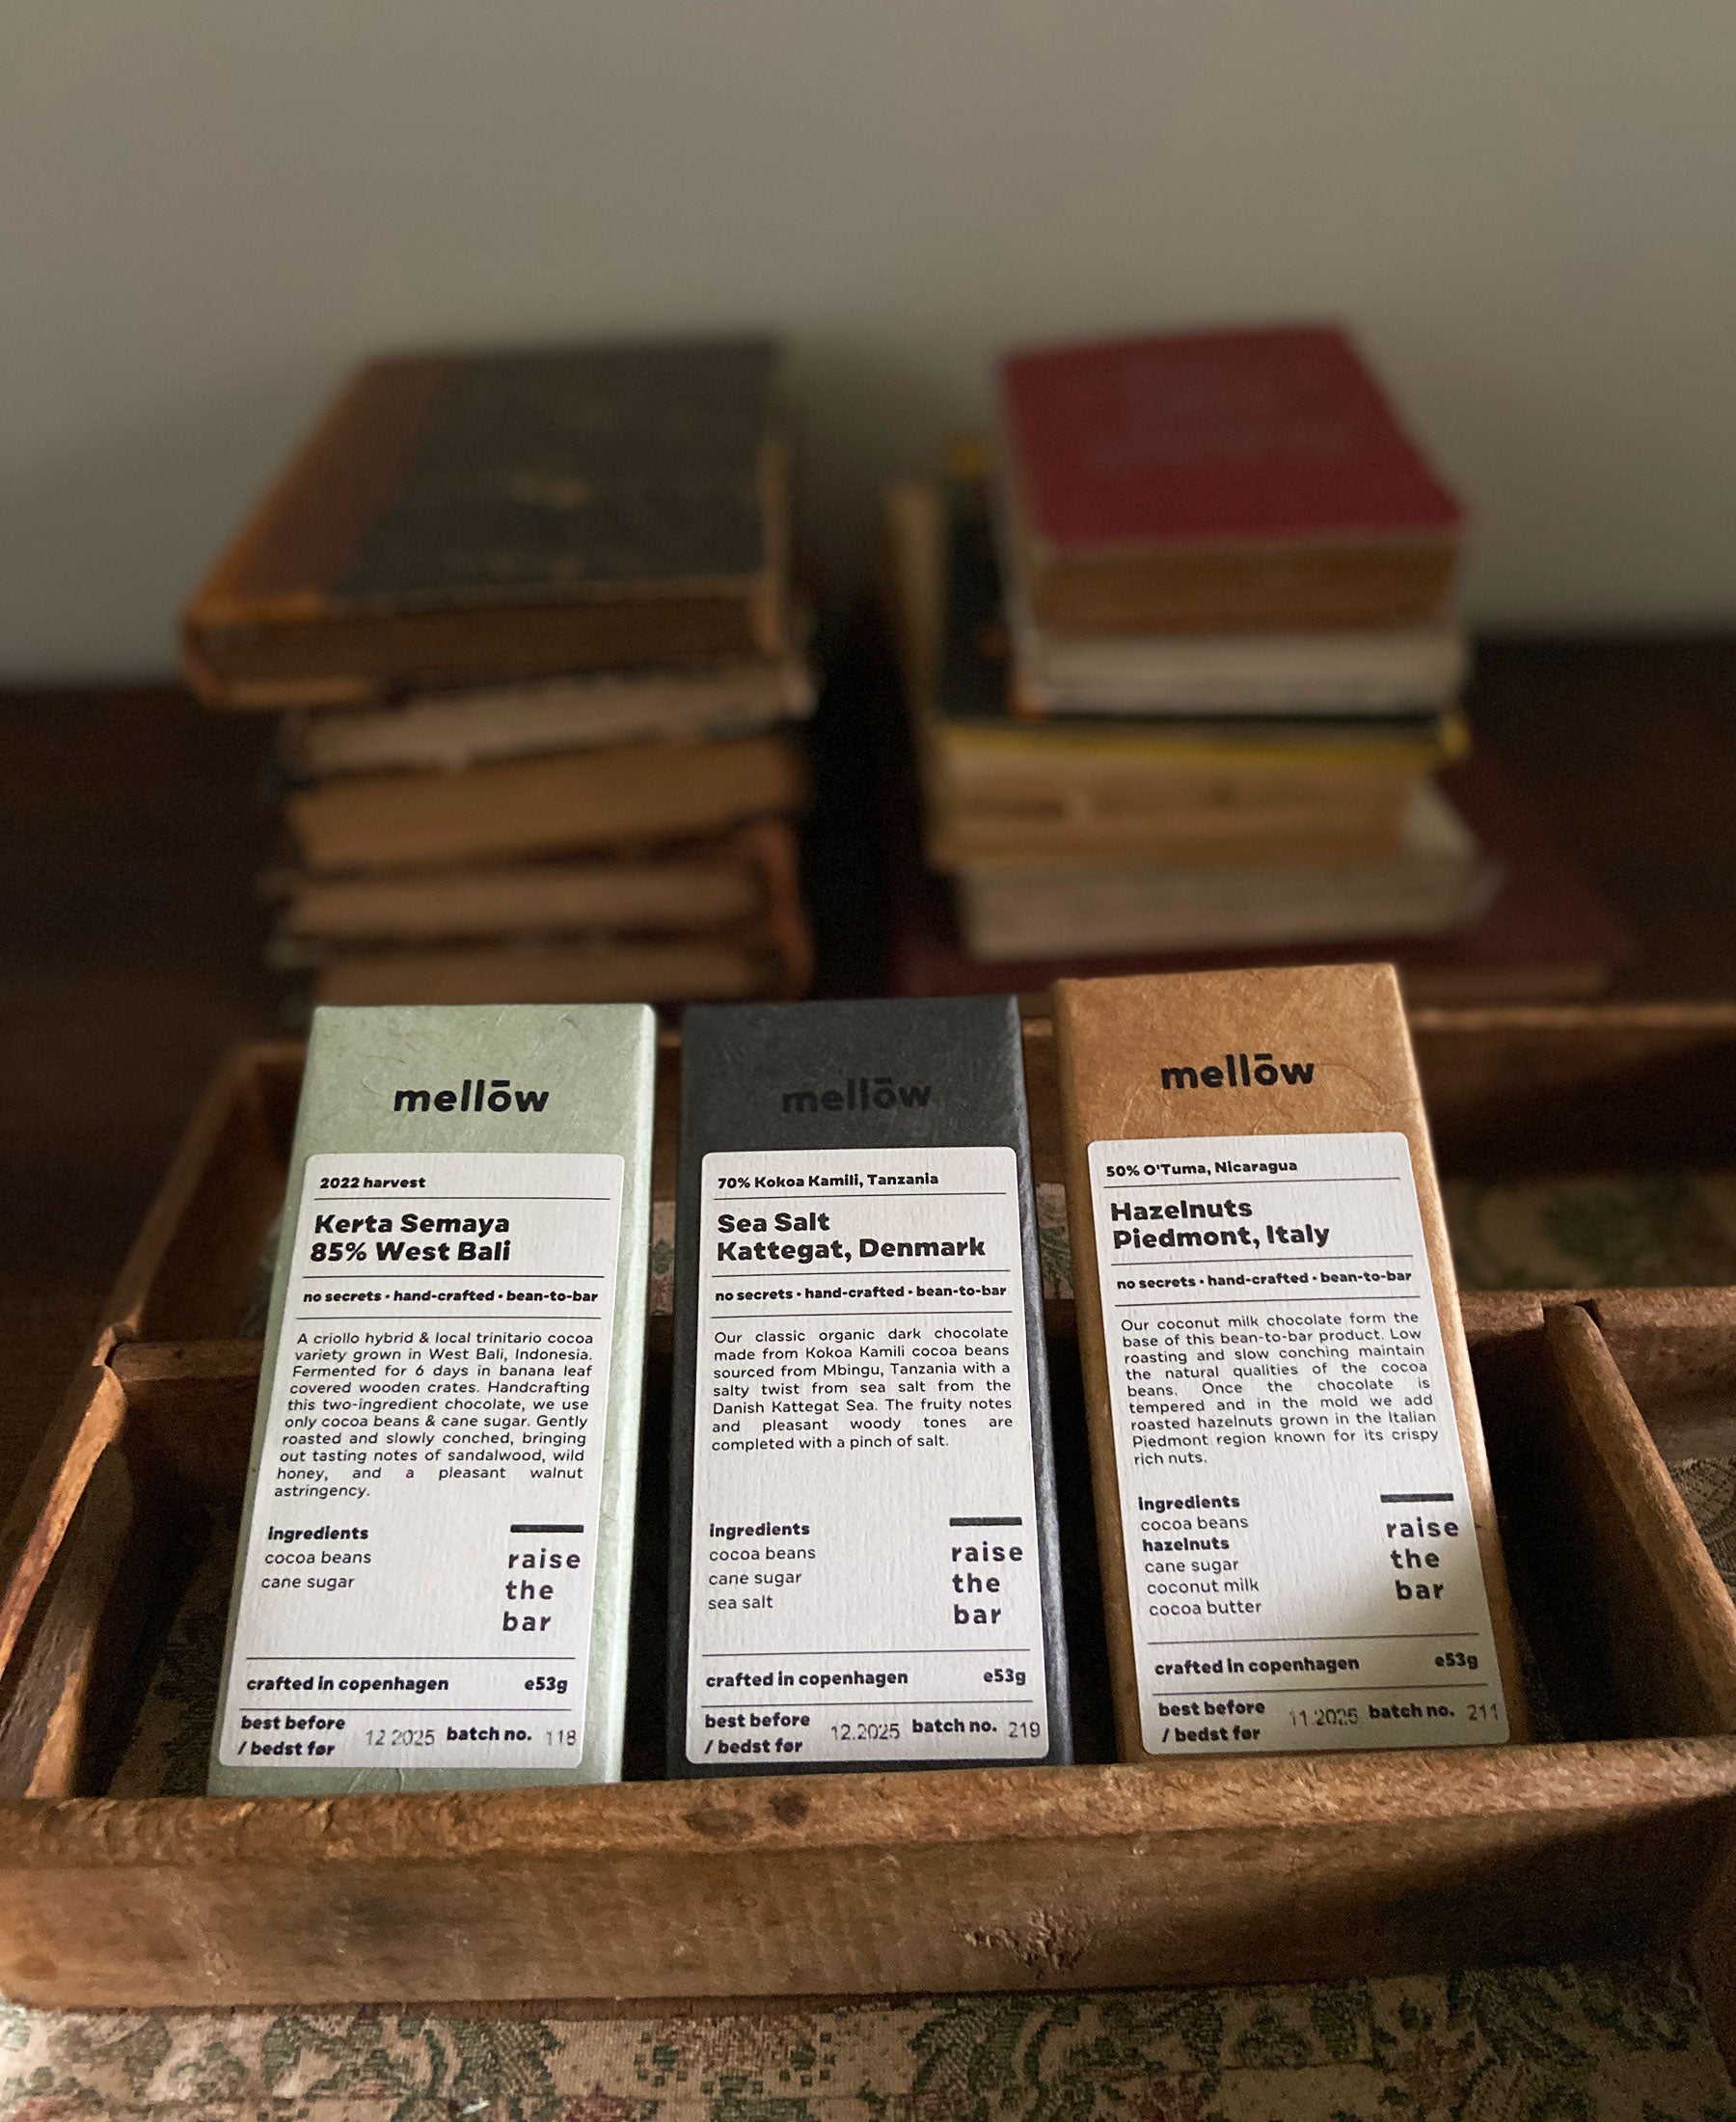 mellōw
2022 harvest
Kerta Semaya
85% West Bali
no secrets • hand-crafted • bean-to-bar
A criollo hybrid & local trinitario cocoa
variety grown in West Bali, Indonesia.
Fermented for 6 days in banana leaf
covered wooden crates. Handcrafting
this two-ingredient chocolate, we use
only cocoa beans & cane sugar. Gently
roasted and slowly conched, bringing
out tasting notes of sandalwood, wild
honey, and a pleasant walnut
astringency.
ingredients
cocoa beans
cane sugar
raise
the
bar
crafted in copenhagen e53g
best before
/ bedst før
12 2025 batch no. 118
mellōw
70% Kokoa Kamili, Tanzania
Sea Salt
Kattegat, Denmark
no secrets • hand-crafted • bean-to-bar
Our classic organic dark chocolate
made from Kokoa Kamili cocoa beans
sourced from Mbingu, Tanzania with a
salty twist from sea salt from the
Danish Kattegat Sea. The fruity notes
and pleasant woody tones are
completed with a pinch of salt.
ingredients
cocoa beans
cane sugar
sea salt
raise
the
bar
crafted in copenhagen e53g
best before
/ bedst før
12.2025 batch no. 219
mellōw
50% O'Tuma, Nicaragua
Hazelnuts
Piedmont, Italy
no secrets • hand-crafted • bean-to-bar
Our coconut milk chocolate form the
base of this bean-to-bar product. Low
roasting and slow conching maintain
the natural qualities of the cocoa
beans. Once the chocolate is
tempered and in the mold we add
roasted hazelnuts grown in the Italian
Piedmont region known for its crispy
rich nuts.
ingredients
cocoa beans
hazelnuts
cane sugar
coconut milk
cocoa butter
raise
the
bar
crafted in copenhagen e53g
best before
/ bedst før
11.2025 batch no. 211